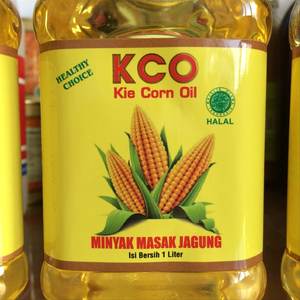 HEALTHY
CHOICE
KCO
Kie Corn Oil
HALAL
MINYAK MASAK JAGUNG
Isi Bersih 1 Liter